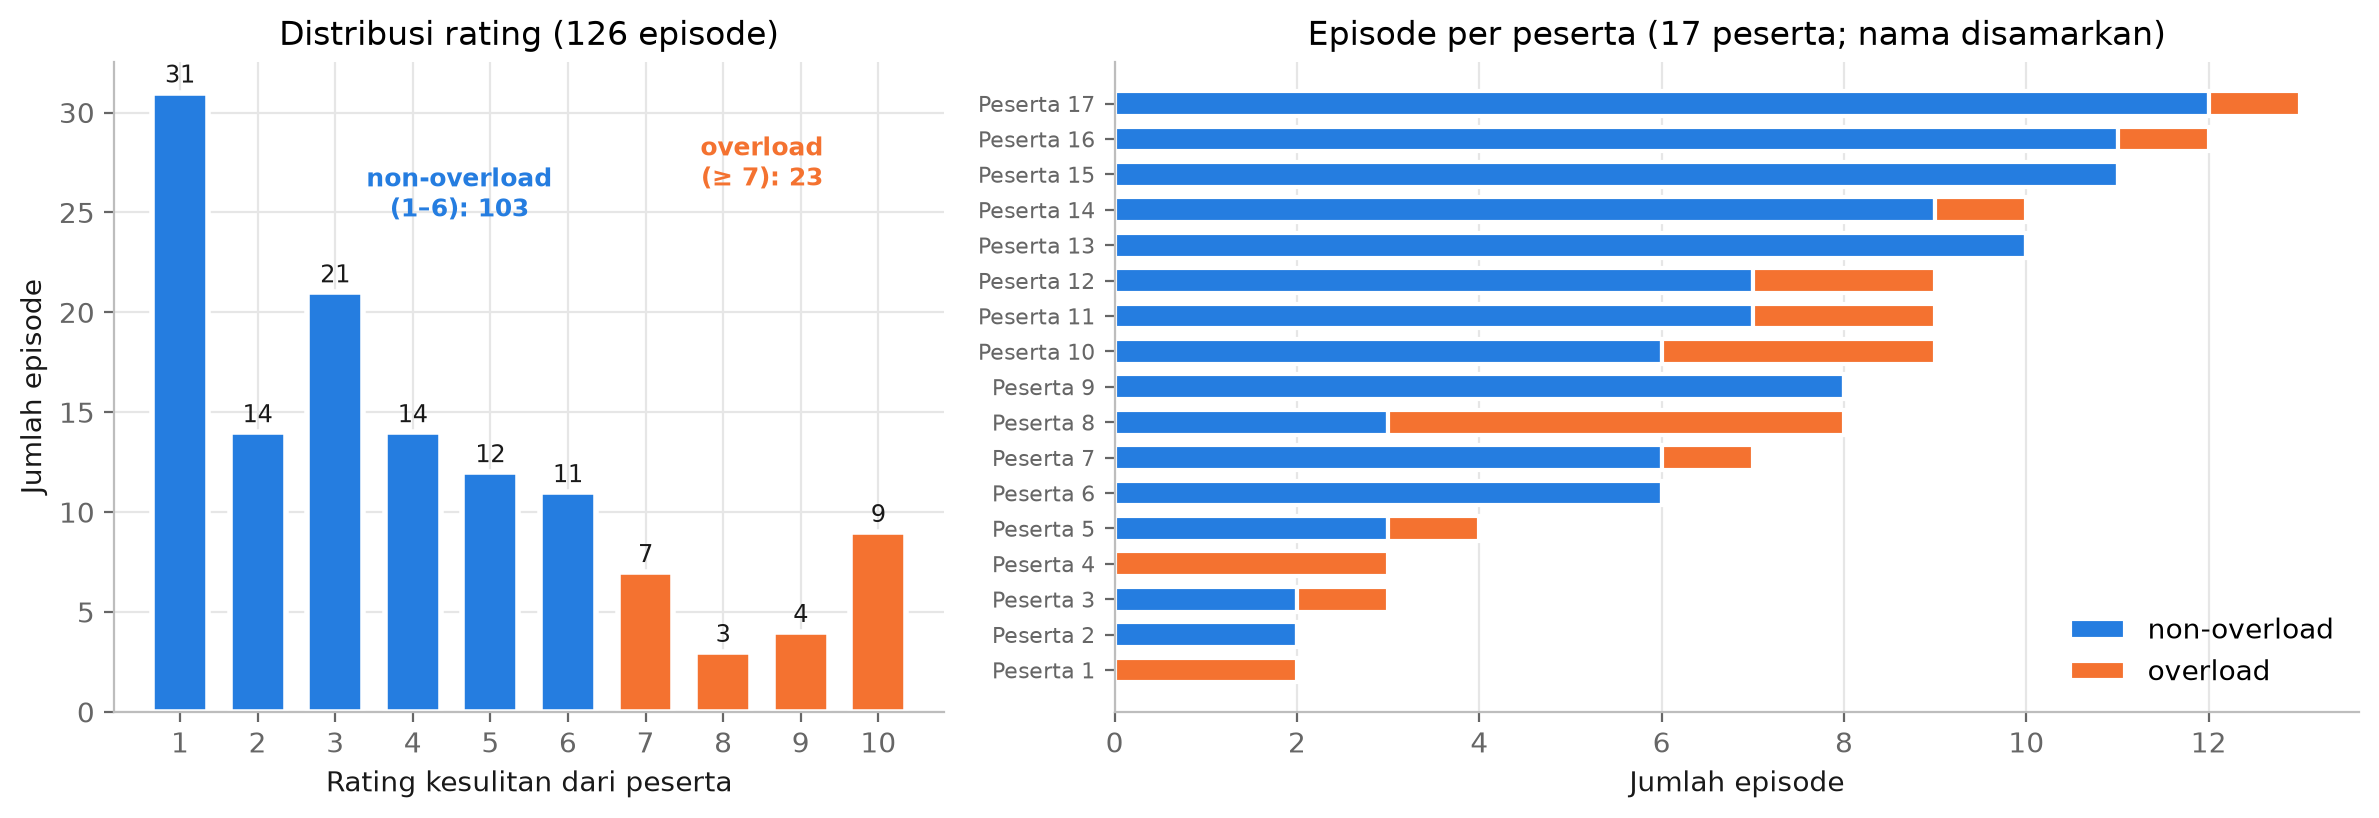 Distribusi rating (126 episode)
Jumlah episode
30
25
20
15
10
5
0
31
14
21
14
12
11
7
3
4
9
non-overload
(1–6): 103
overload
(≥ 7): 23
1 2 3 4 5 6 7 8 9 10
Rating kesulitan dari peserta
Episode per peserta (17 peserta; nama disamarkan)
Peserta 17
Peserta 16
Peserta 15
Peserta 14
Peserta 13
Peserta 12
Peserta 11
Peserta 10
Peserta 9
Peserta 8
Peserta 7
Peserta 6
Peserta 5
Peserta 4
Peserta 3
Peserta 2
Peserta 1
non-overload
overload
0 2 4 6 8 10 12
Jumlah episode